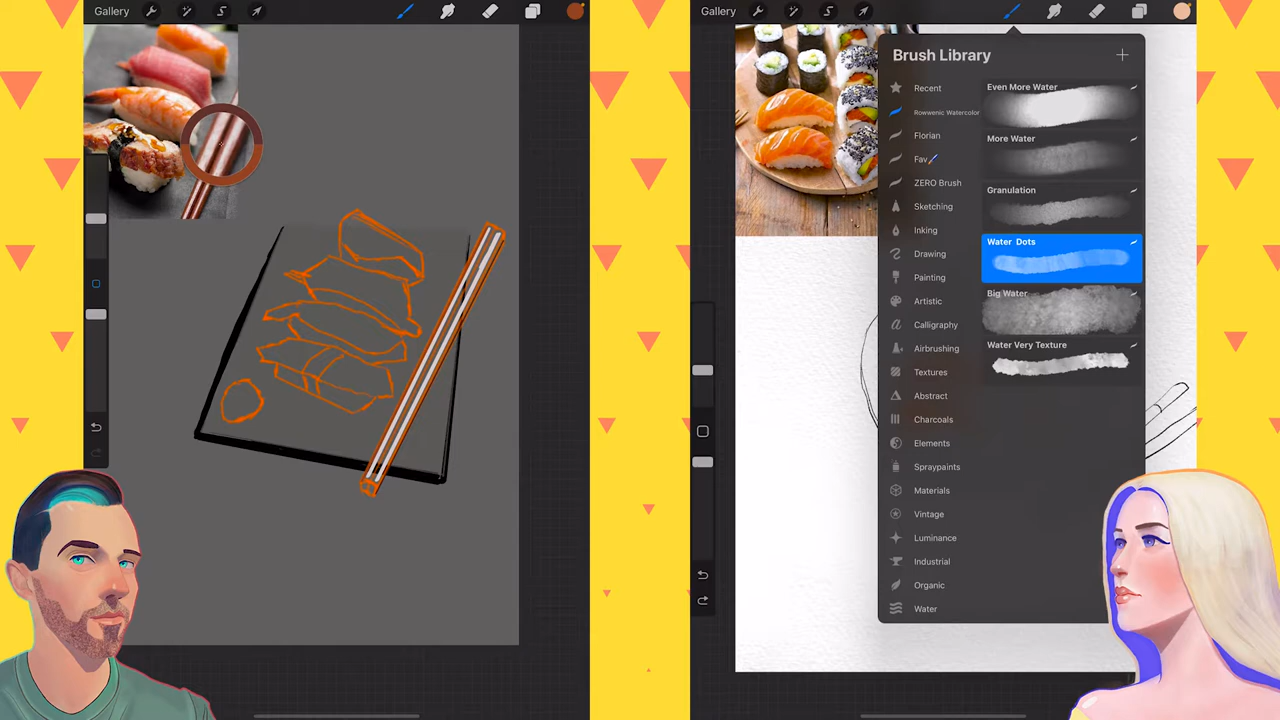 Gallery
Gallery
Brush Library
Recent
Rowwenic Watercolor
Florian
Fav
ZERO Brush
Sketching
Inking
Drawing
Painting
Artistic
Calligraphy
Airbrushing
Textures
Abstract
Charcoals
Elements
Spraypaints
Materials
Vintage
Luminance
Industrial
Organic
Water
Even More Water
More Water
Granulation
Water Dots
Big Water
Water Very Texture